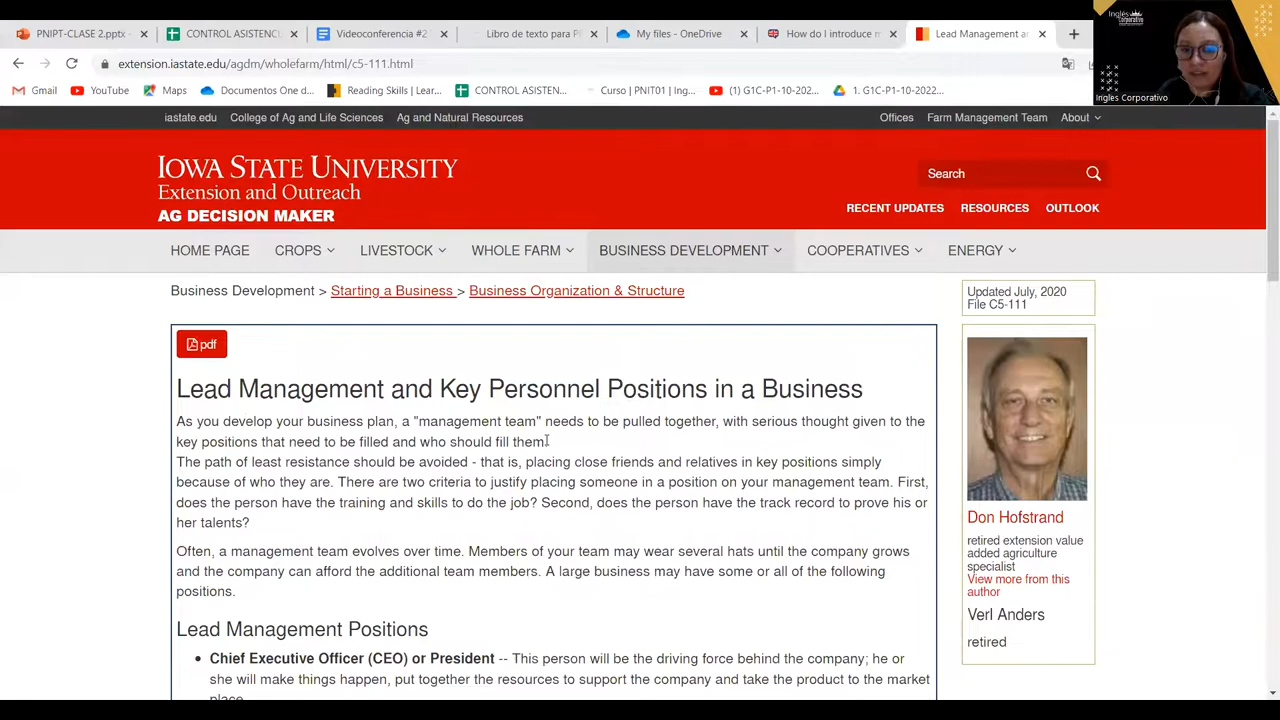 PNIPT-CLASE 2.pptx
CONTROL ASISTENC
Videoconferencia #2
Libro de texto para P
My files - OneDrive
How do I introduce m
Lead Management a
extension.iastate.edu/agdm/wholefarm/html/c5-111.html
Gmail
YouTube
Maps
Documentos One d...
Reading Skills | Lear...
CONTROL ASISTEN...
Curso | PNIT01 | Ing...
(1) G1C-P1-10-202...
1. G1C-P1-10-2022...
Inglés
Corporativo
Ingles Corporativo
iastate.edu
College of Ag and Life Sciences
Ag and Natural Resources
Offices
Farm Management Team
About
IOWA STATE UNIVERSITY
Extension and Outreach
AG DECISION MAKER
Search
RECENT UPDATES
RESOURCES
OUTLOOK
HOME PAGE
CROPS
LIVESTOCK
WHOLE FARM
BUSINESS DEVELOPMENT
COOPERATIVES
ENERGY
Business Development > Starting a Business > Business Organization & Structure
pdf
Lead Management and Key Personnel Positions in a Business
As you develop your business plan, a "management team" needs to be pulled together, with serious thought given to the
key positions that need to be filled and who should fill them.
The path of least resistance should be avoided - that is, placing close friends and relatives in key positions simply
because of who they are. There are two criteria to justify placing someone in a position on your management team. First,
does the person have the training and skills to do the job? Second, does the person have the track record to prove his or
her talents?
Often, a management team evolves over time. Members of your team may wear several hats until the company grows
and the company can afford the additional team members. A large business may have some or all of the following
positions.
Lead Management Positions
• Chief Executive Officer (CEO) or President -- This person will be the driving force behind the company; he or
she will make things happen, put together the resources to support the company and take the product to the market
place.
Updated July, 2020
File C5-111
Don Hofstrand
retired extension value
added agriculture
specialist
View more from this
author
Verl Anders
retired